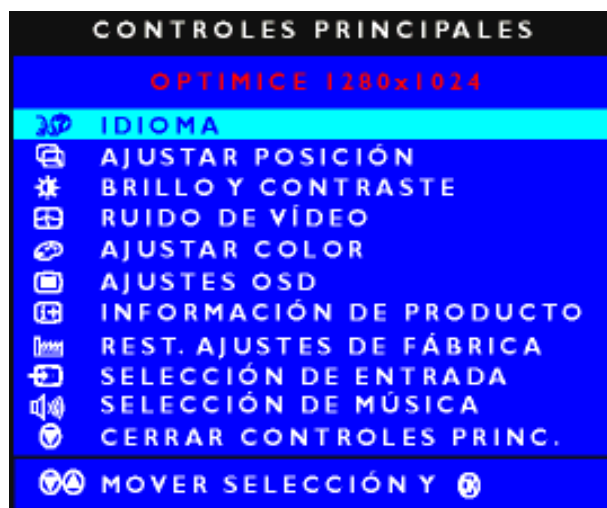 CONTROLES PRINCIPALES
OPTIMICE 1280x1024
IDIOMA
AJUSTAR POSICIÓN
BRILLO Y CONTRASTE
RUIDO DE VÍDEO
AJUSTAR COLOR
AJUSTES OSD
INFORMACIÓN DE PRODUCTO
REST. AJUSTES DE FÁBRICA
SELECCIÓN DE ENTRADA
SELECCIÓN DE MÚSICA
CERRAR CONTROLES PRINC.
MOVER SELECCIÓN Y OK